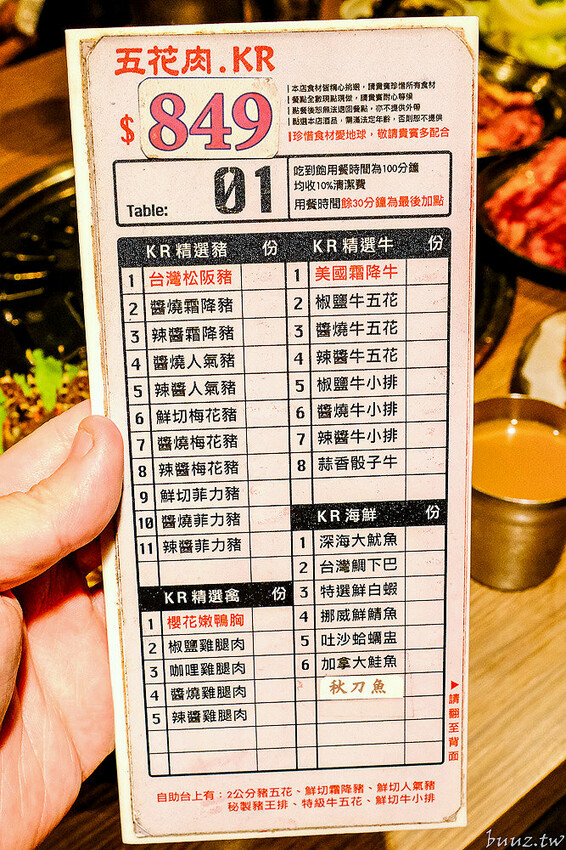 五花肉.KR
$849
本店食材皆精心挑選，請貴賓珍惜所有食材
餐點全數現點現做，請貴賓耐心等候
點餐後恕無法退回餐點，亦不提供外帶
點選本店酒品，需滿法定年齡，否則恕不提供
珍惜食材愛地球，敬請貴賓多配合
Table: 01
吃到飽用餐時間為100分鐘
均收10%清潔費
用餐時間餘30分鐘為最後加點
KR精選豬 份
1 台灣松阪豬
2 醬燒霜降豬
3 辣醬霜降豬
4 醬燒人氣豬
5 辣醬人氣豬
6 鮮切梅花豬
7 醬燒梅花豬
8 辣醬梅花豬
9 鮮切菲力豬
10 醬燒菲力豬
11 辣醬菲力豬
KR精選禽 份
1 櫻花嫩鴨胸
2 椒鹽雞腿肉
3 咖哩雞腿肉
4 醬燒雞腿肉
5 辣醬雞腿肉
KR精選牛 份
1 美國霜降牛
2 椒鹽牛五花
3 醬燒牛五花
4 辣醬牛五花
5 椒鹽牛小排
6 醬燒牛小排
7 辣醬牛小排
8 蒜香骰子牛
KR海鮮 份
1 深海大魷魚
2 台灣鯛下巴
3 特選鮮白蝦
4 挪威鮮鯖魚
5 吐沙蛤蠣盅
6 加拿大鮭魚
秋刀魚
▶請翻至背面
自助台上有：2公分豬五花、鮮切霜降豬、鮮切人氣豬
秘製豬王排、特級牛五花、鮮切牛小排
buuz.tw